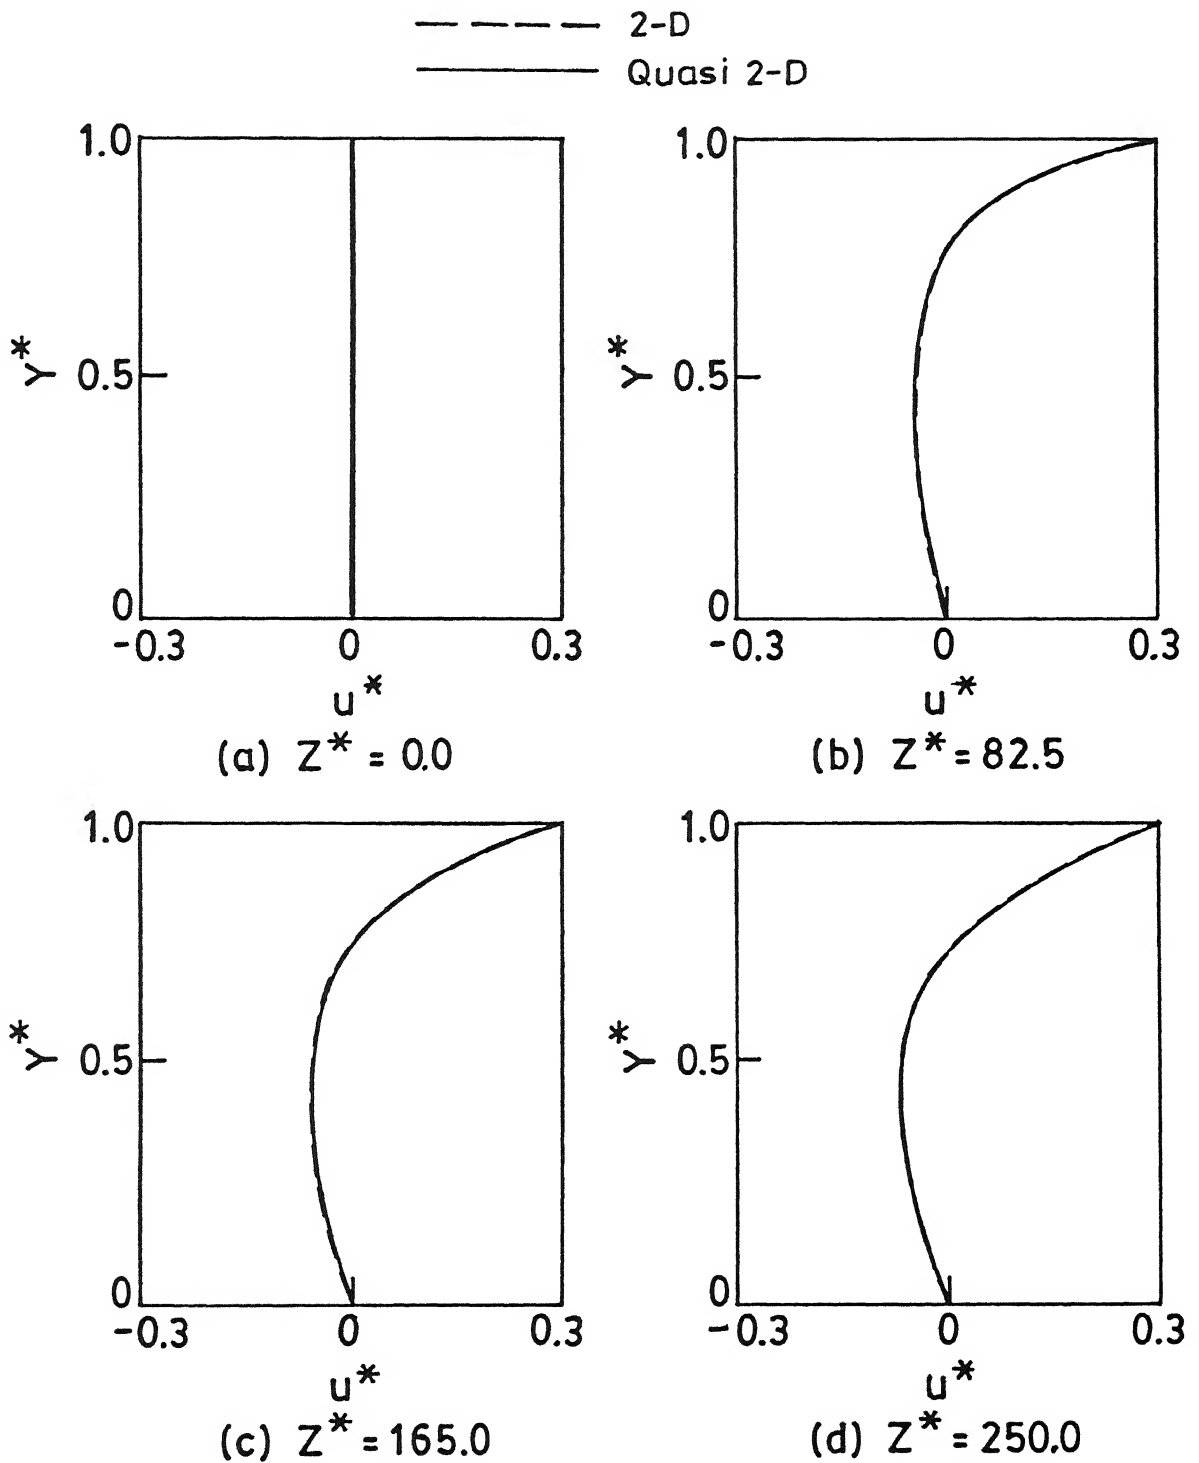 2-D
Quasi 2-D
1.0
Y*
0.5
0
-0.3 0 0.3
u*
(a) Z* = 0.0
1.0
Y*
0.5
0
-0.3 0 0.3
u*
(b) Z* = 82.5
1.0
Y*
0.5
0
-0.3 0 0.3
u*
(c) Z* = 165.0
1.0
Y*
0.5
0
-0.3 0 0.3
u*
(d) Z* = 250.0